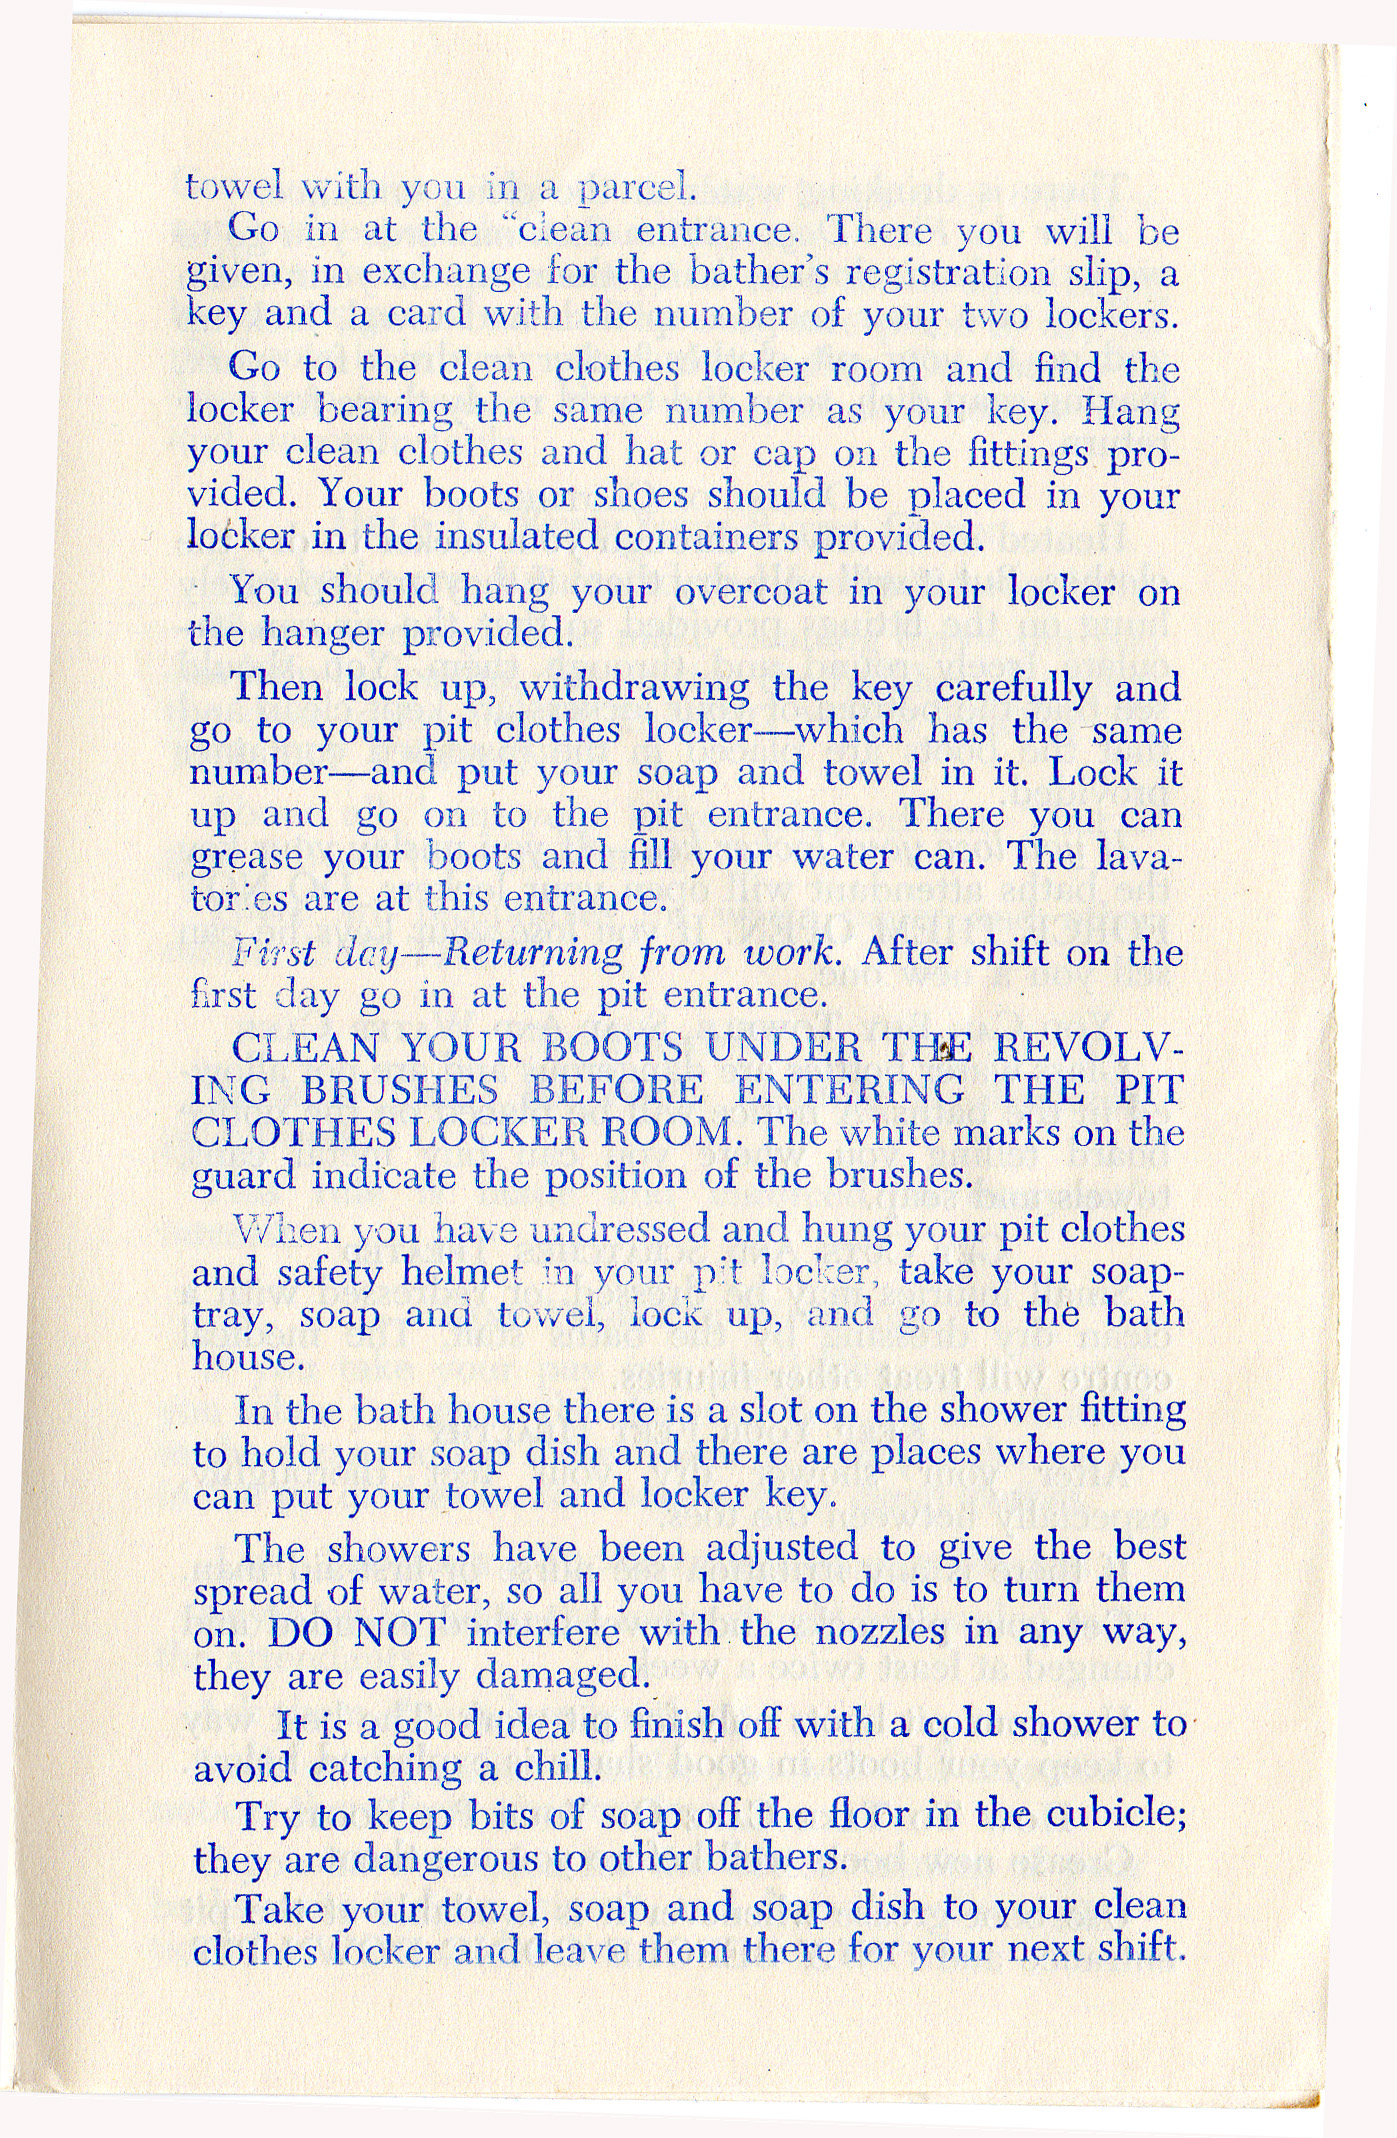 towel with you in a parcel.
Go in at the “clean entrance. There you will be
given, in exchange for the bather's registration slip, a
key and a card with the number of your two lockers.
Go to the clean clothes locker room and find the
locker bearing the same number as your key. Hang
your clean clothes and hat or cap on the fittings pro-
vided. Your boots or shoes should be placed in your
locker in the insulated containers provided.
You should hang your overcoat in your locker on
the hanger provided.
Then lock up, withdrawing the key carefully and
go to your pit clothes locker—which has the same
number—and put your soap and towel in it. Lock it
up and go on to the pit entrance. There you can
grease your boots and fill your water can. The lava-
tories are at this entrance.
First day—Returning from work. After shift on the
first day go in at the pit entrance.
CLEAN YOUR BOOTS UNDER THE REVOLV-
ING BRUSHES BEFORE ENTERING THE PIT
CLOTHES LOCKER ROOM. The white marks on the
guard indicate the position of the brushes.
When you have undressed and hung your pit clothes
and safety helmet in your pit locker, take your soap-
tray, soap and towel, lock up, and go to the bath
house.
In the bath house there is a slot on the shower fitting
to hold your soap dish and there are places where you
can put your towel and locker key.
The showers have been adjusted to give the best
spread of water, so all you have to do is to turn them
on. DO NOT interfere with the nozzles in any way,
they are easily damaged.
It is a good idea to finish off with a cold shower to
avoid catching a chill.
Try to keep bits of soap off the floor in the cubicle;
they are dangerous to other bathers.
Take your towel, soap and soap dish to your clean
clothes locker and leave them there for your next shift.